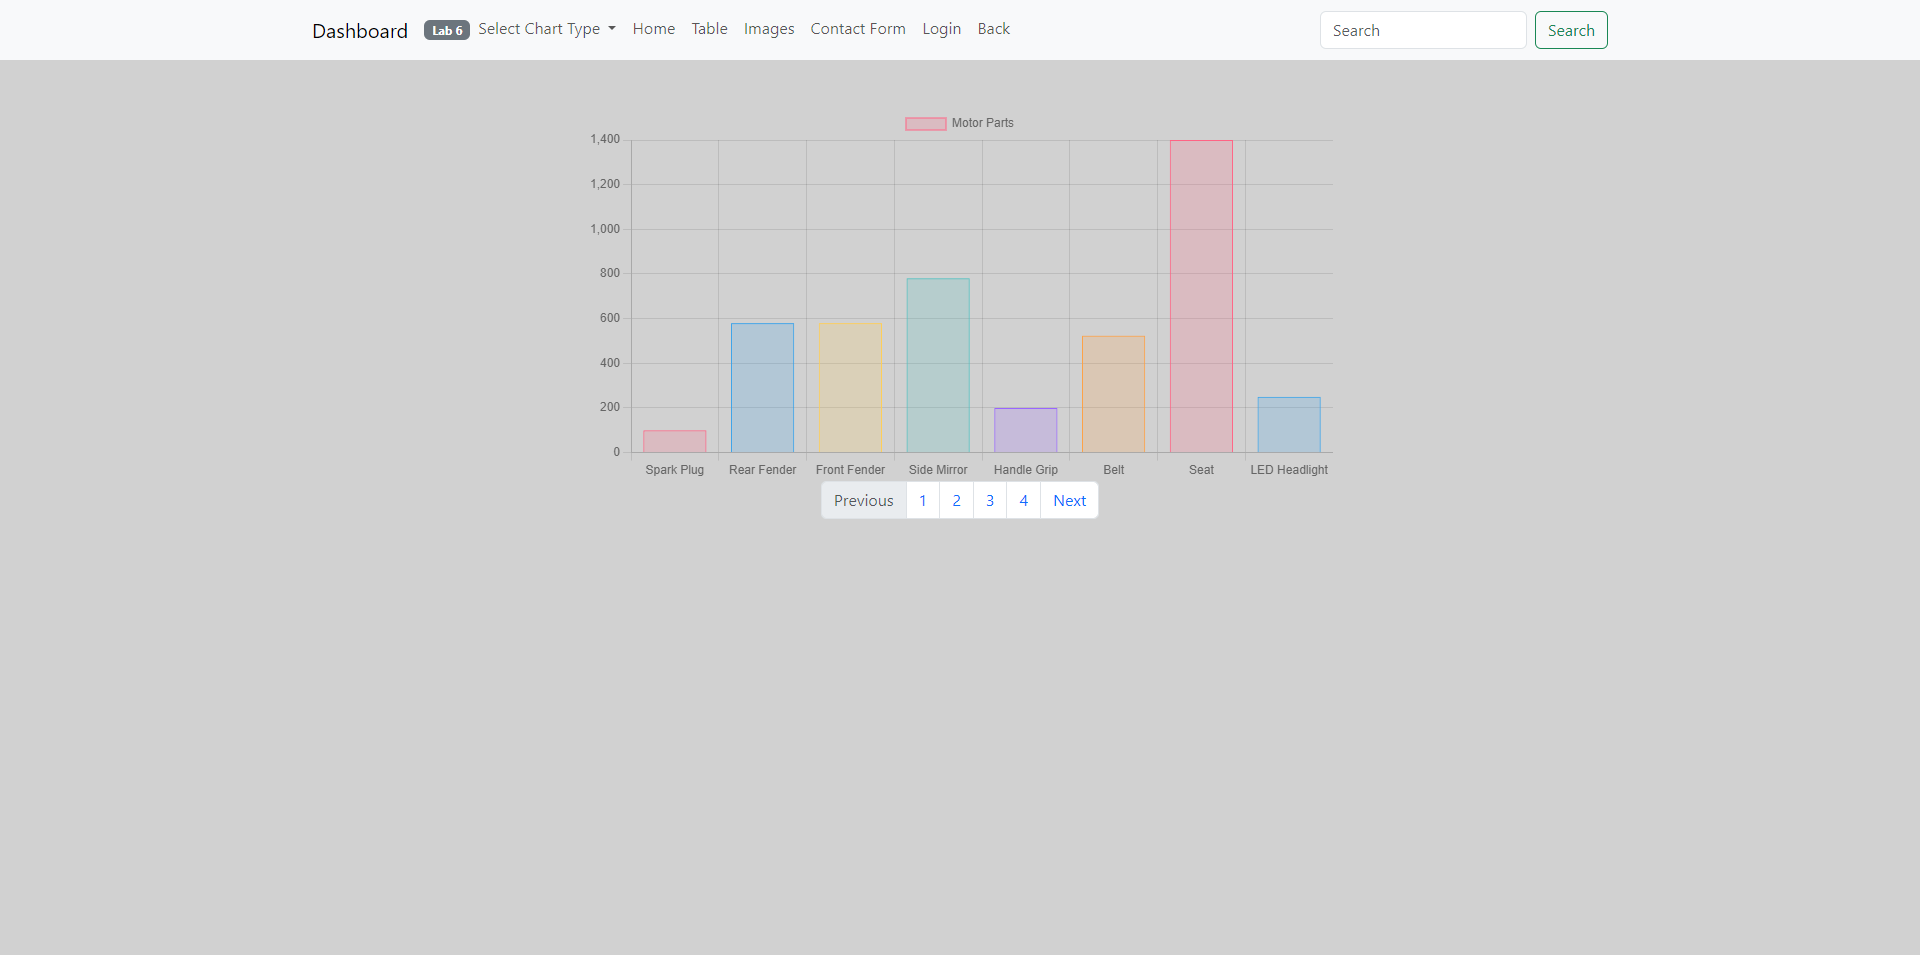 Dashboard Lab 6 Select Chart Type Home Table Images Contact Form Login Back Search Search
Motor Parts
1,400
1,200
1,000
800
600
400
200
0
Spark Plug Rear Fender Front Fender Side Mirror Handle Grip Belt Seat LED Headlight
Previous 1 2 3 4 Next